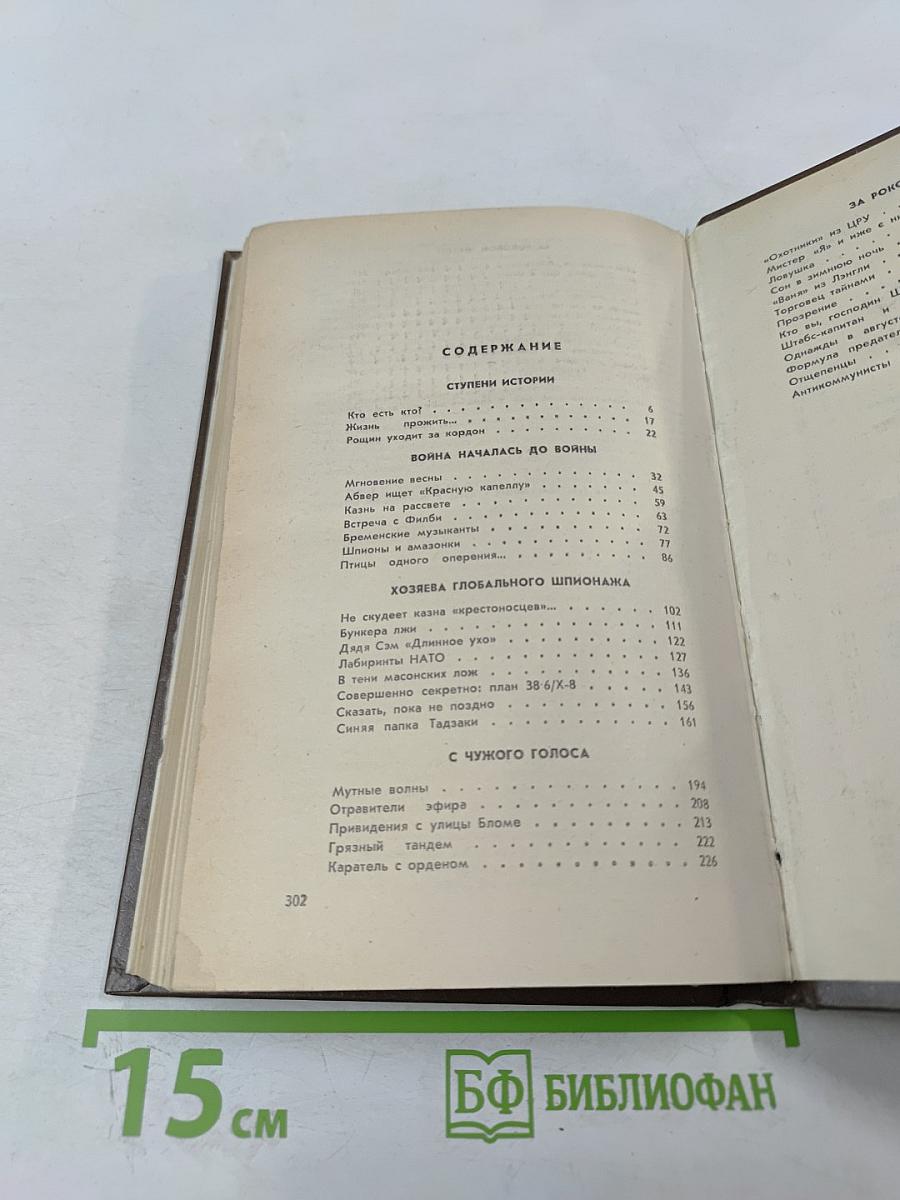 СОДЕРЖАНИЕ
СТУПЕНИ ИСТОРИИ
Кто есть кто? . . . . . . . . . . . . . . 6
Жизнь прожить... . . . . . . . . . . . . 17
Рощин уходит за кордон . . . . . . . . . . 22
ВОЙНА НАЧАЛАСЬ ДО ВОЙНЫ
Мгновение весны . . . . . . . . . . . . . 32
Абвер ищет «Красную капеллу» . . . . . . . 45
Казнь на рассвете . . . . . . . . . . . . 59
Встреча с Филби . . . . . . . . . . . . . 63
Бременские музыканты . . . . . . . . . . 72
Шпионы и амазонки . . . . . . . . . . . 77
Птицы одного оперения... . . . . . . . . . 86
ХОЗЯЕВА ГЛОБАЛЬНОГО ШПИОНАЖА
Не скудеет казна «крестоносцев»... . . . . . . 102
Бункера лжи . . . . . . . . . . . . . . 111
Дядя Сэм «Длинное ухо» . . . . . . . . . . 122
Лабиринты НАТО . . . . . . . . . . . . . 127
В тени масонских лож . . . . . . . . . . 136
Совершенно секретно: план 38·6/Х-8 . . . . . 143
Сказать, пока не поздно . . . . . . . . . . 156
Синяя папка Тадзаки . . . . . . . . . . . 161
С ЧУЖОГО ГОЛОСА
Мутные волны . . . . . . . . . . . . . . 194
Отравители эфира . . . . . . . . . . . . 208
Привидения с улицы Бломе . . . . . . . . . 213
Грязный тандем . . . . . . . . . . . . 222
Каратель с орденом . . . . . . . . . . . 226
302
ЗА
«Охотники» из ЦРУ . .
Мистер «Я» и иже с
Ловушка . . . . . .
Сон в зимнюю ночь .
«Ваня» из Лэнгли . .
Торговец тайнами . .
Прозрение . . . .
Кто вы, господин
Штабс-капитан и
Однажды в
Формула
Отщепенцы . .
Антикоммунисты
15 см
БФ БИБЛИОФАН